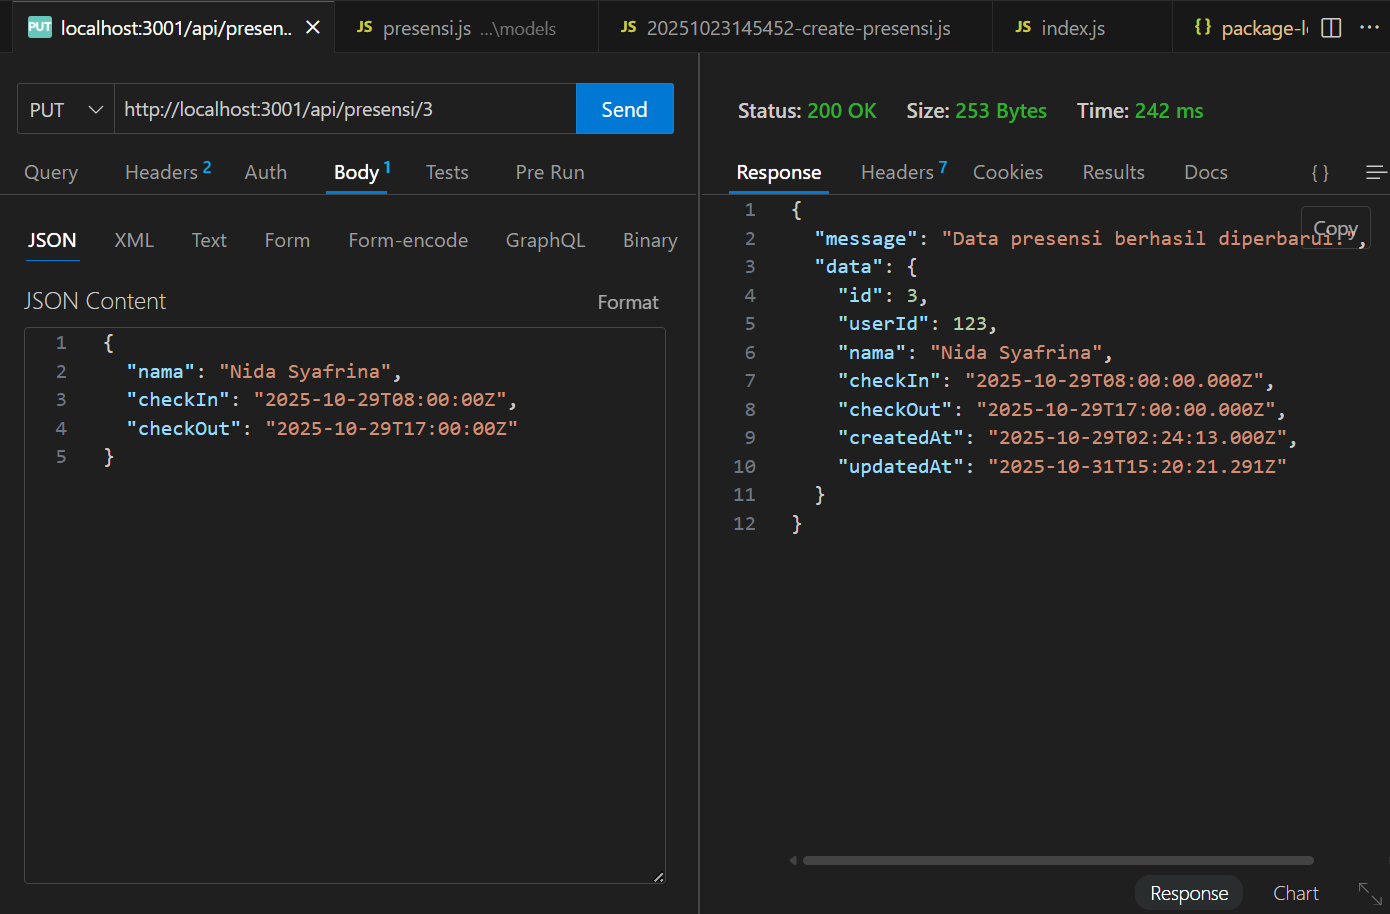 PUT localhost:3001/api/presen.. JS presensi.js ...\models JS 20251023145452-create-presensi.js JS index.js {} package-l
PUT http://localhost:3001/api/presensi/3 Send
Status: 200 OK Size: 253 Bytes Time: 242 ms
Query Headers 2 Auth Body 1 Tests Pre Run
Response Headers 7 Cookies Results Docs {}
JSON XML Text Form Form-encode GraphQL Binary
JSON Content Format
1 {
2 "nama": "Nida Syafrina",
3 "checkIn": "2025-10-29T08:00:00Z",
4 "checkOut": "2025-10-29T17:00:00Z"
5 }
Copy
1 {
2 "message": "Data presensi berhasil diperbarui!",
3 "data": {
4 "id": 3,
5 "userId": 123,
6 "nama": "Nida Syafrina",
7 "checkIn": "2025-10-29T08:00:00.000Z",
8 "checkOut": "2025-10-29T17:00:00.000Z",
9 "createdAt": "2025-10-29T02:24:13.000Z",
10 "updatedAt": "2025-10-31T15:20:21.291Z"
11 }
12 }
Response Chart